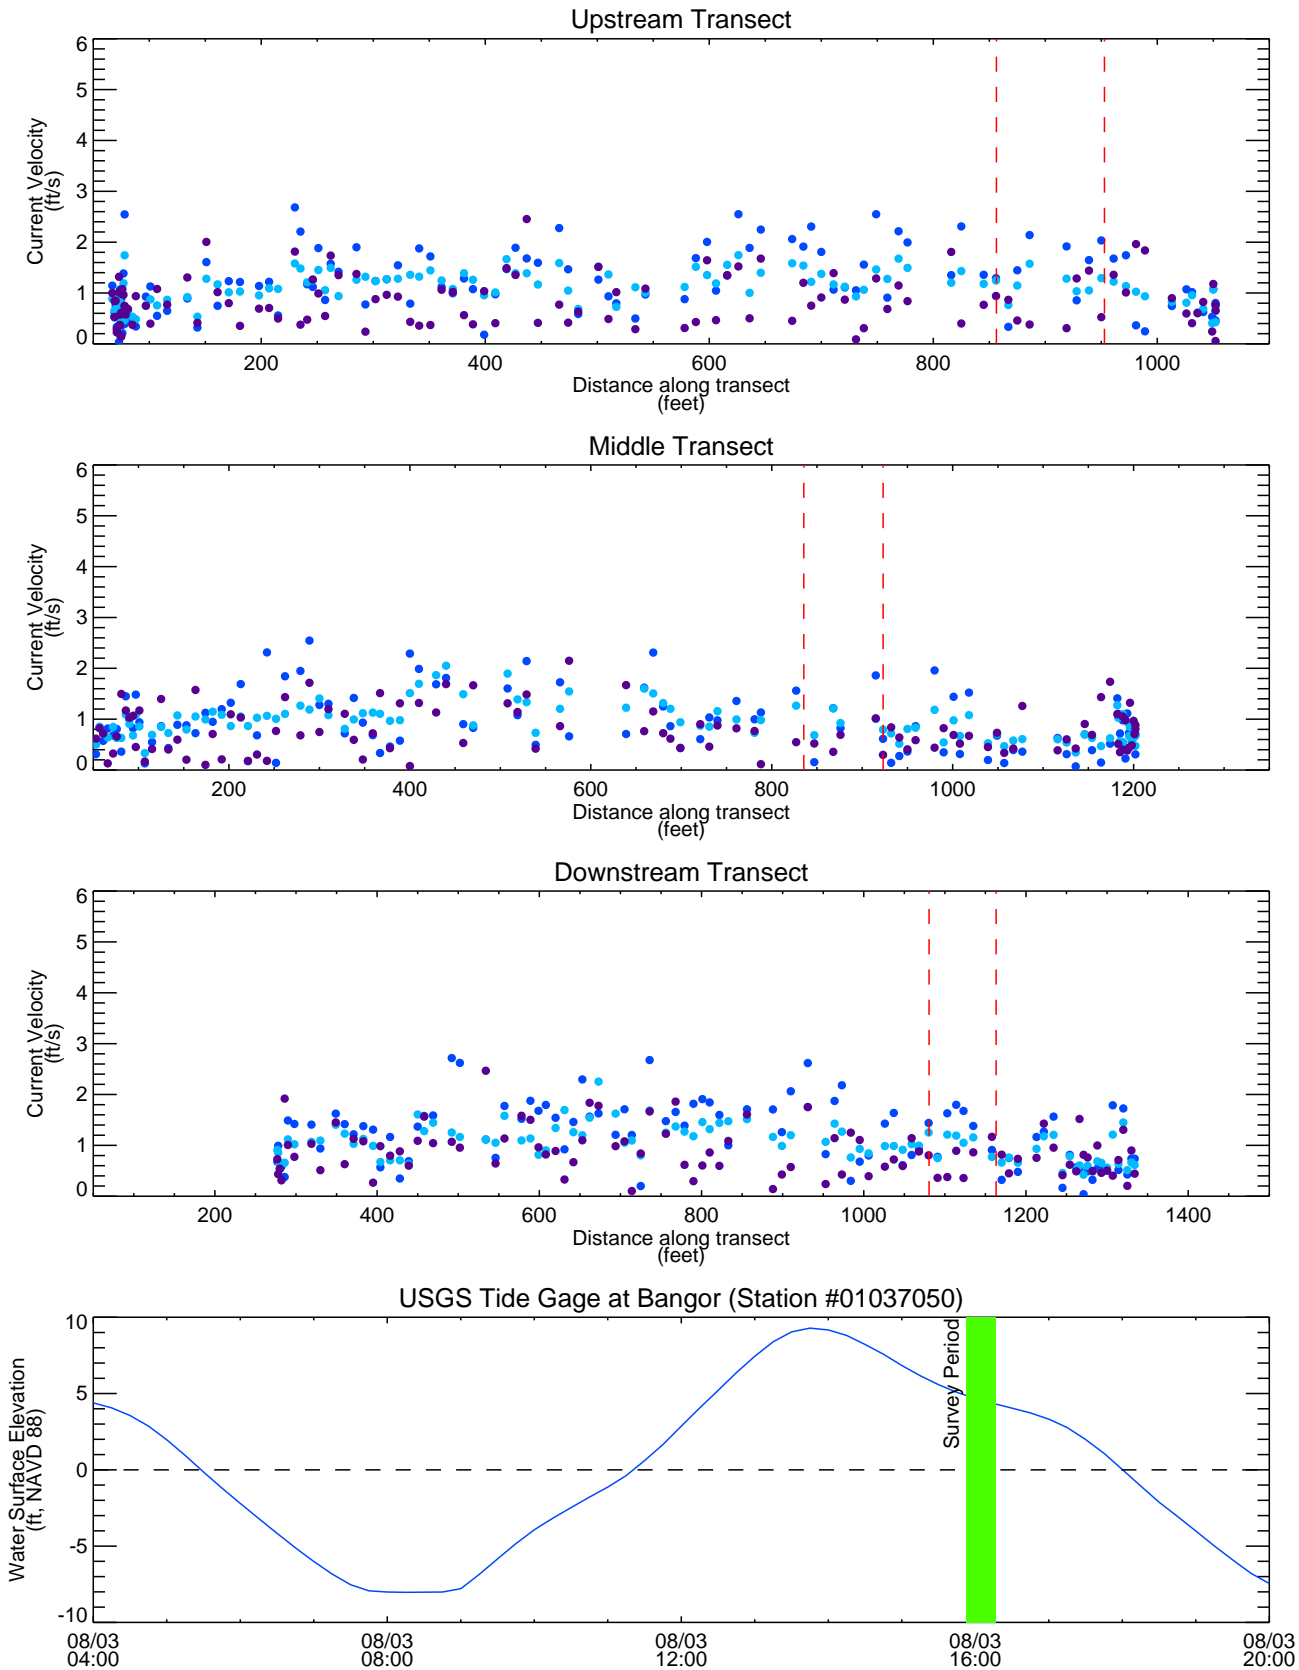 Upstream Transect
6
5
4
3
2
1
0
Current Velocity
(ft/s)
200
400
600
800
1000
Distance along transect
(feet)
Middle Transect
6
5
4
3
2
1
0
Current Velocity
(ft/s)
200
400
600
800
1000
1200
Distance along transect
(feet)
Downstream Transect
6
5
4
3
2
1
0
Current Velocity
(ft/s)
200
400
600
800
1000
1200
1400
Distance along transect
(feet)
USGS Tide Gage at Bangor (Station #01037050)
10
5
0
-5
-10
Water Surface Elevation
(ft, NAVD 88)
Survey Period
08/03
04:00
08/03
08:00
08/03
12:00
08/03
16:00
08/03
20:00